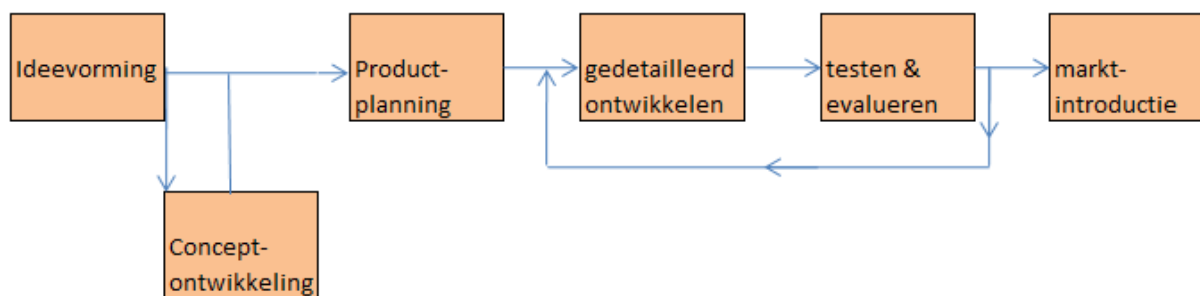 Ideevorming
Product-
planning
gedetailleerd
ontwikkelen
testen &
evalueren
markt-
introductie
Concept-
ontwikkeling